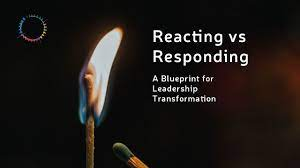 Reacting vs
Responding
A Blueprint for
Leadership
Transformation